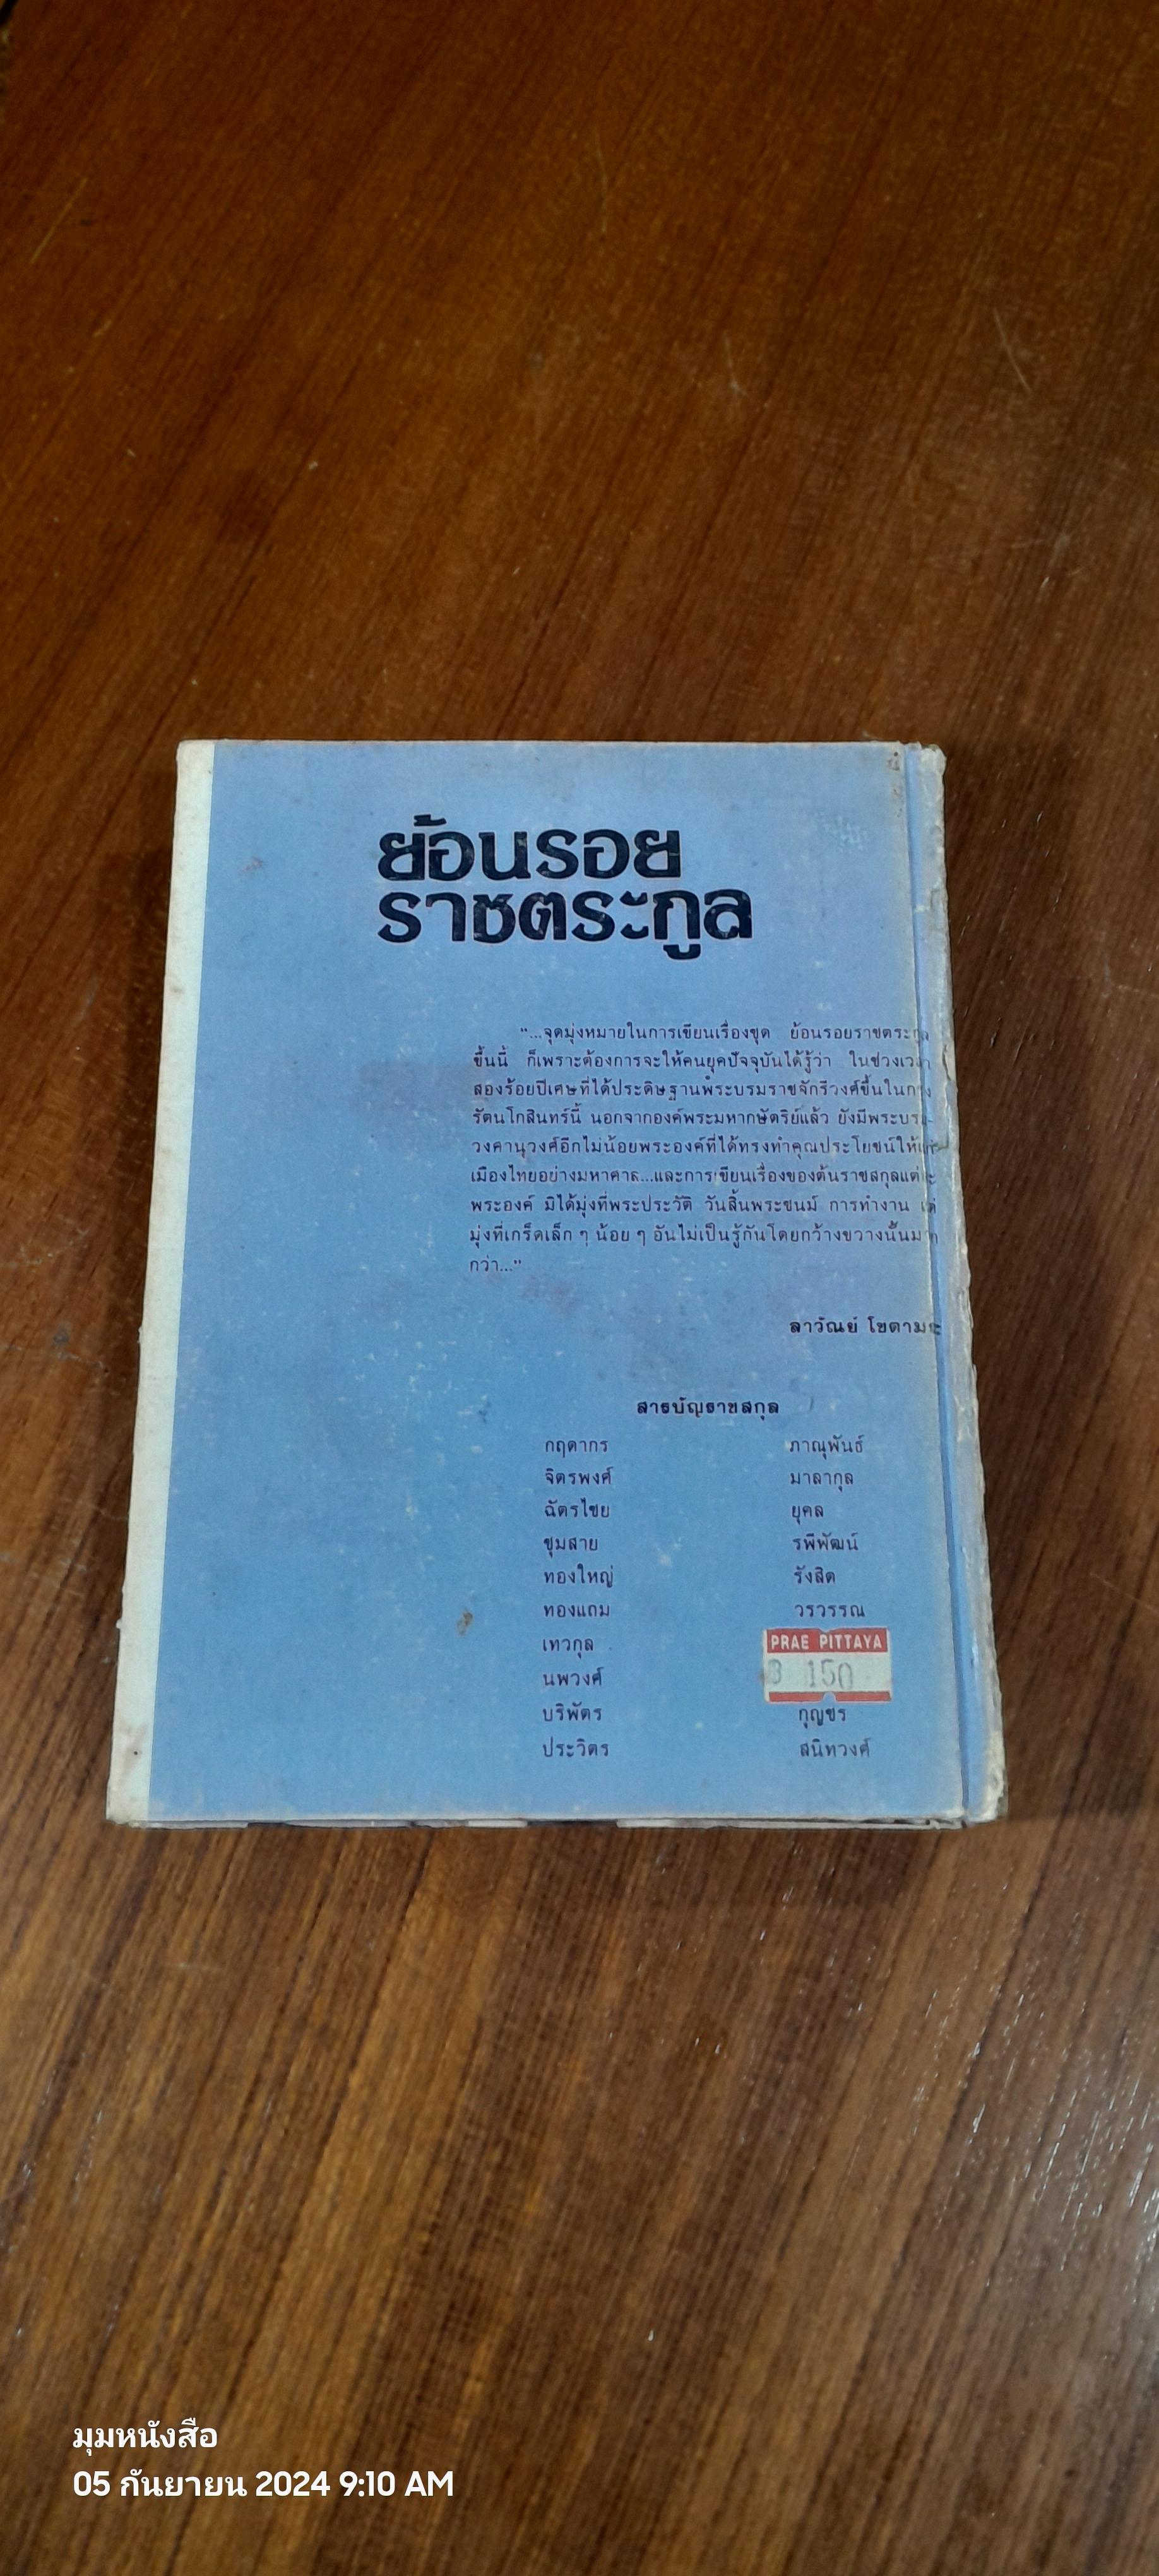 ย้อนรอย
ราชตระกูล
“...จุดมุ่งหมายในการเขียนเรื่องชุด ย้อนรอยราชตระกูล
ขึ้นนี้ ก็เพราะต้องการจะให้คนยุคปัจจุบันได้รู้ว่า ในช่วงเวลา
สองร้อยปีเศษที่ได้ประดิษฐานพระบรมราชจักรีวงศ์ขึ้นในกรุง
รัตนโกสินทร์นี้ นอกจากองค์พระมหากษัตริย์แล้ว ยังมีพระบรม-
วงศานุวงศ์อีกไม่น้อยพระองค์ที่ได้ทรงทำคุณประโยชน์ให้แก่
เมืองไทยอย่างมหาศาล...และการเขียนเรื่องของต้นราชสกุลแต่ละ
พระองค์ มิได้มุ่งที่พระประวัติ วันสิ้นพระชนม์ การทำงาน แต่
มุ่งที่เกร็ดเล็ก ๆ น้อย ๆ อันไม่เป็นรู้กันโดยกว้างขวางนั้นมาก
กว่า...”
ลาวัณย์ โชตามระ
สารบัญราชสกุล
กฤดากร ภาณุพันธ์
จิตรพงศ์ มาลากุล
ฉัตรไชย ยุคล
ชุมสาย รพีพัฒน์
ทองใหญ่ รังสิต
ทองแถม วรวรรณ
เทวกุล PRAE PITTAYA
นพวงศ์ ฿ 150
บริพัตร กุญชร
ประวิตร สนิทวงศ์
มุมหนังสือ
05 กันยายน 2024 9:10 AM